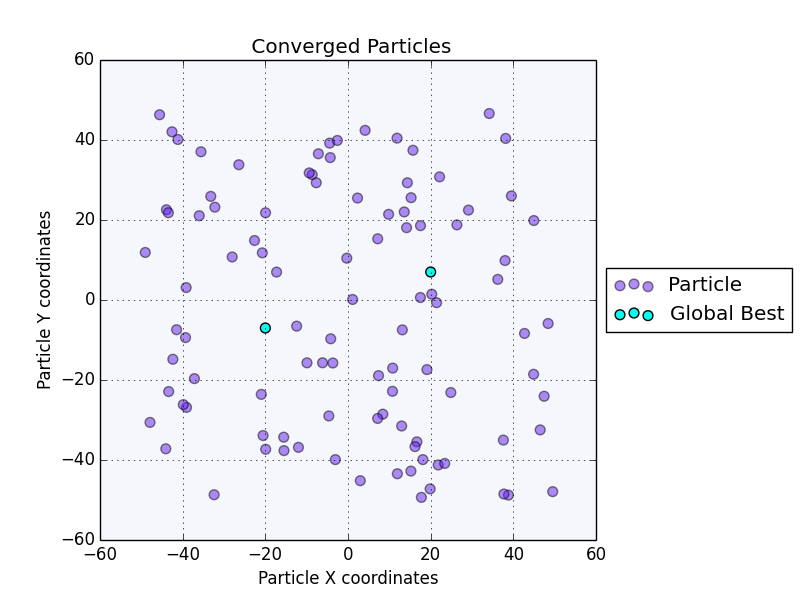 Converged Particles
60
40
20
0
−20
−40
−60
−60 −40 −20 0 20 40 60
Particle Y coordinates
Particle X coordinates
Particle
Global Best